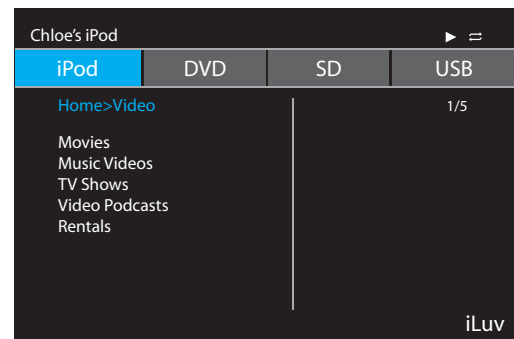 Chloe's iPod
iPod DVD SD USB
Home>Video 1/5
Movies
Music Videos
TV Shows
Video Podcasts
Rentals
iLuv